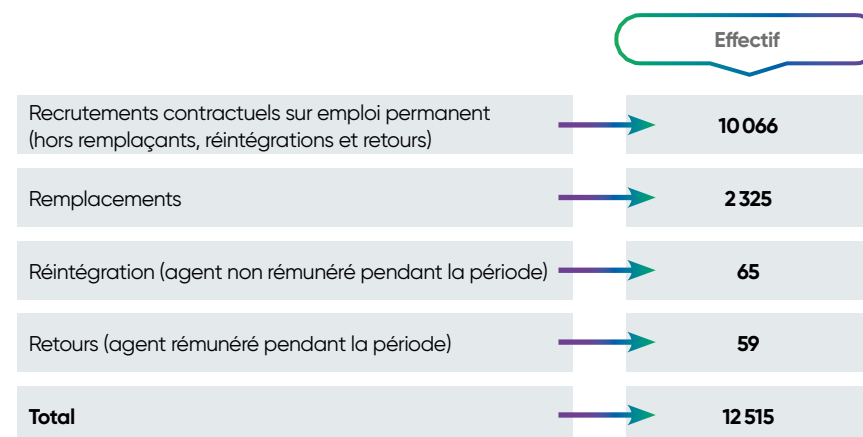 Effectif
Recrutements contractuels sur emploi permanent
(hors remplaçants, réintégrations et retours)
10 066
Remplacements
2 325
Réintégration (agent non rémunéré pendant la période)
65
Retours (agent rémunéré pendant la période)
59
Total
12 515